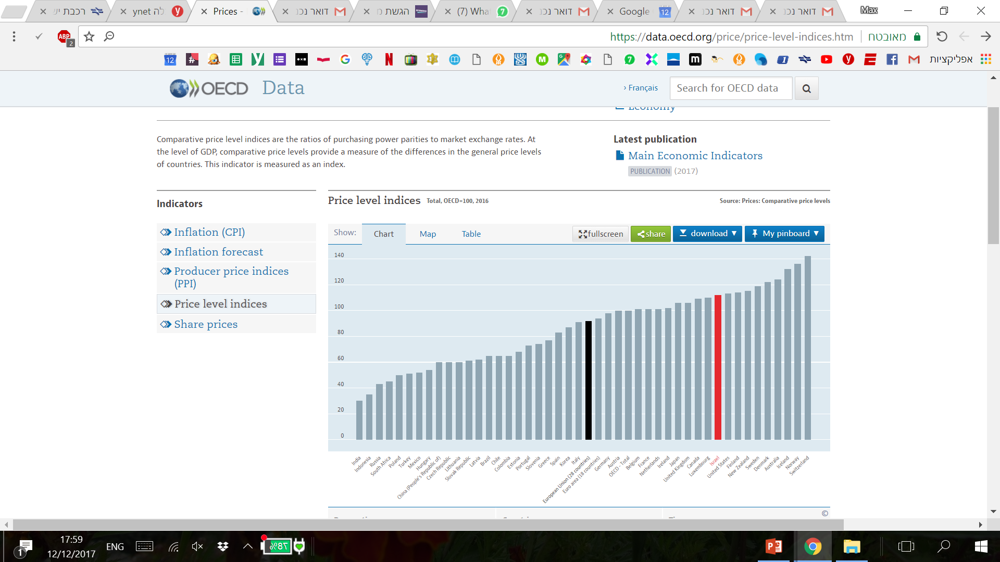 רכבת יש
ynet לה
Prices -
דואר נכנ
הגשת מ
(7) Wha
דואר נכנ
Google
דואר נכנ
דואר נכנ
Max
ABP
2
https://data.oecd.org/price/price-level-indices.htm
מאובטח
אפליקציות
OECD Data
› Français
Search for OECD data
Economy
Comparative price level indices are the ratios of purchasing power parities to market exchange rates. At
the level of GDP, comparative price levels provide a measure of the differences in the general price levels
of countries. This indicator is measured as an index.
Latest publication
Main Economic Indicators
PUBLICATION (2017)
Indicators
Inflation (CPI)
Inflation forecast
Producer price indices
(PPI)
Price level indices
Share prices
Price level indices Total, OECD=100, 2016
Source: Prices: Comparative price levels
Show:
Chart
Map
Table
fullscreen
share
download
My pinboard
140
120
100
80
60
40
20
0
India
Indonesia
Russia
South Africa
Poland
Turkey
Mexico
Hungary
China (People's Republic of)
Czech Republic
Lithuania
Slovak Republic
Latvia
Brazil
Chile
Colombia
Estonia
Portugal
Slovenia
Greece
Spain
Korea
Italy
European Union (28 countries)
Euro area (18 countries)
Germany
Austria
OECD - Total
Belgium
France
Netherlands
Ireland
Japan
United Kingdom
Canada
Luxembourg
Israel
United States
Finland
New Zealand
Sweden
Denmark
Australia
Iceland
Norway
Switzerland
©
1
17:59
12/12/2017
ENG
78%